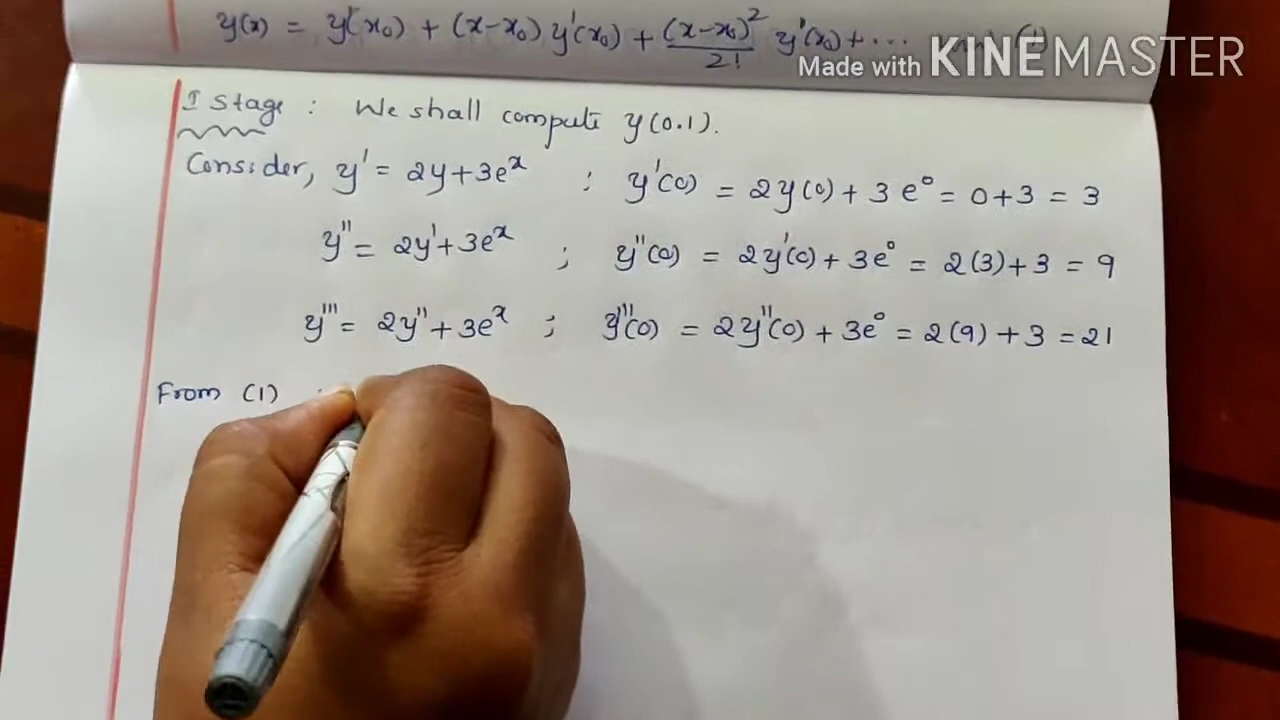 y(x) = y(x₀) + (x-x₀) y'(x₀) + (x-x₀)²/2! y''(x₀) + ...
Made with KINEMASTER
I Stage : We shall compute y(0.1).
Consider, y' = 2y+3eˣ ; y'(0) = 2y(0) + 3e⁰ = 0+3 = 3
y'' = 2y'+3eˣ ; y''(0) = 2y'(0) + 3e⁰ = 2(3)+3 = 9
y''' = 2y''+3eˣ ; y'''(0) = 2y''(0) + 3e⁰ = 2(9)+3 = 21
From (1)